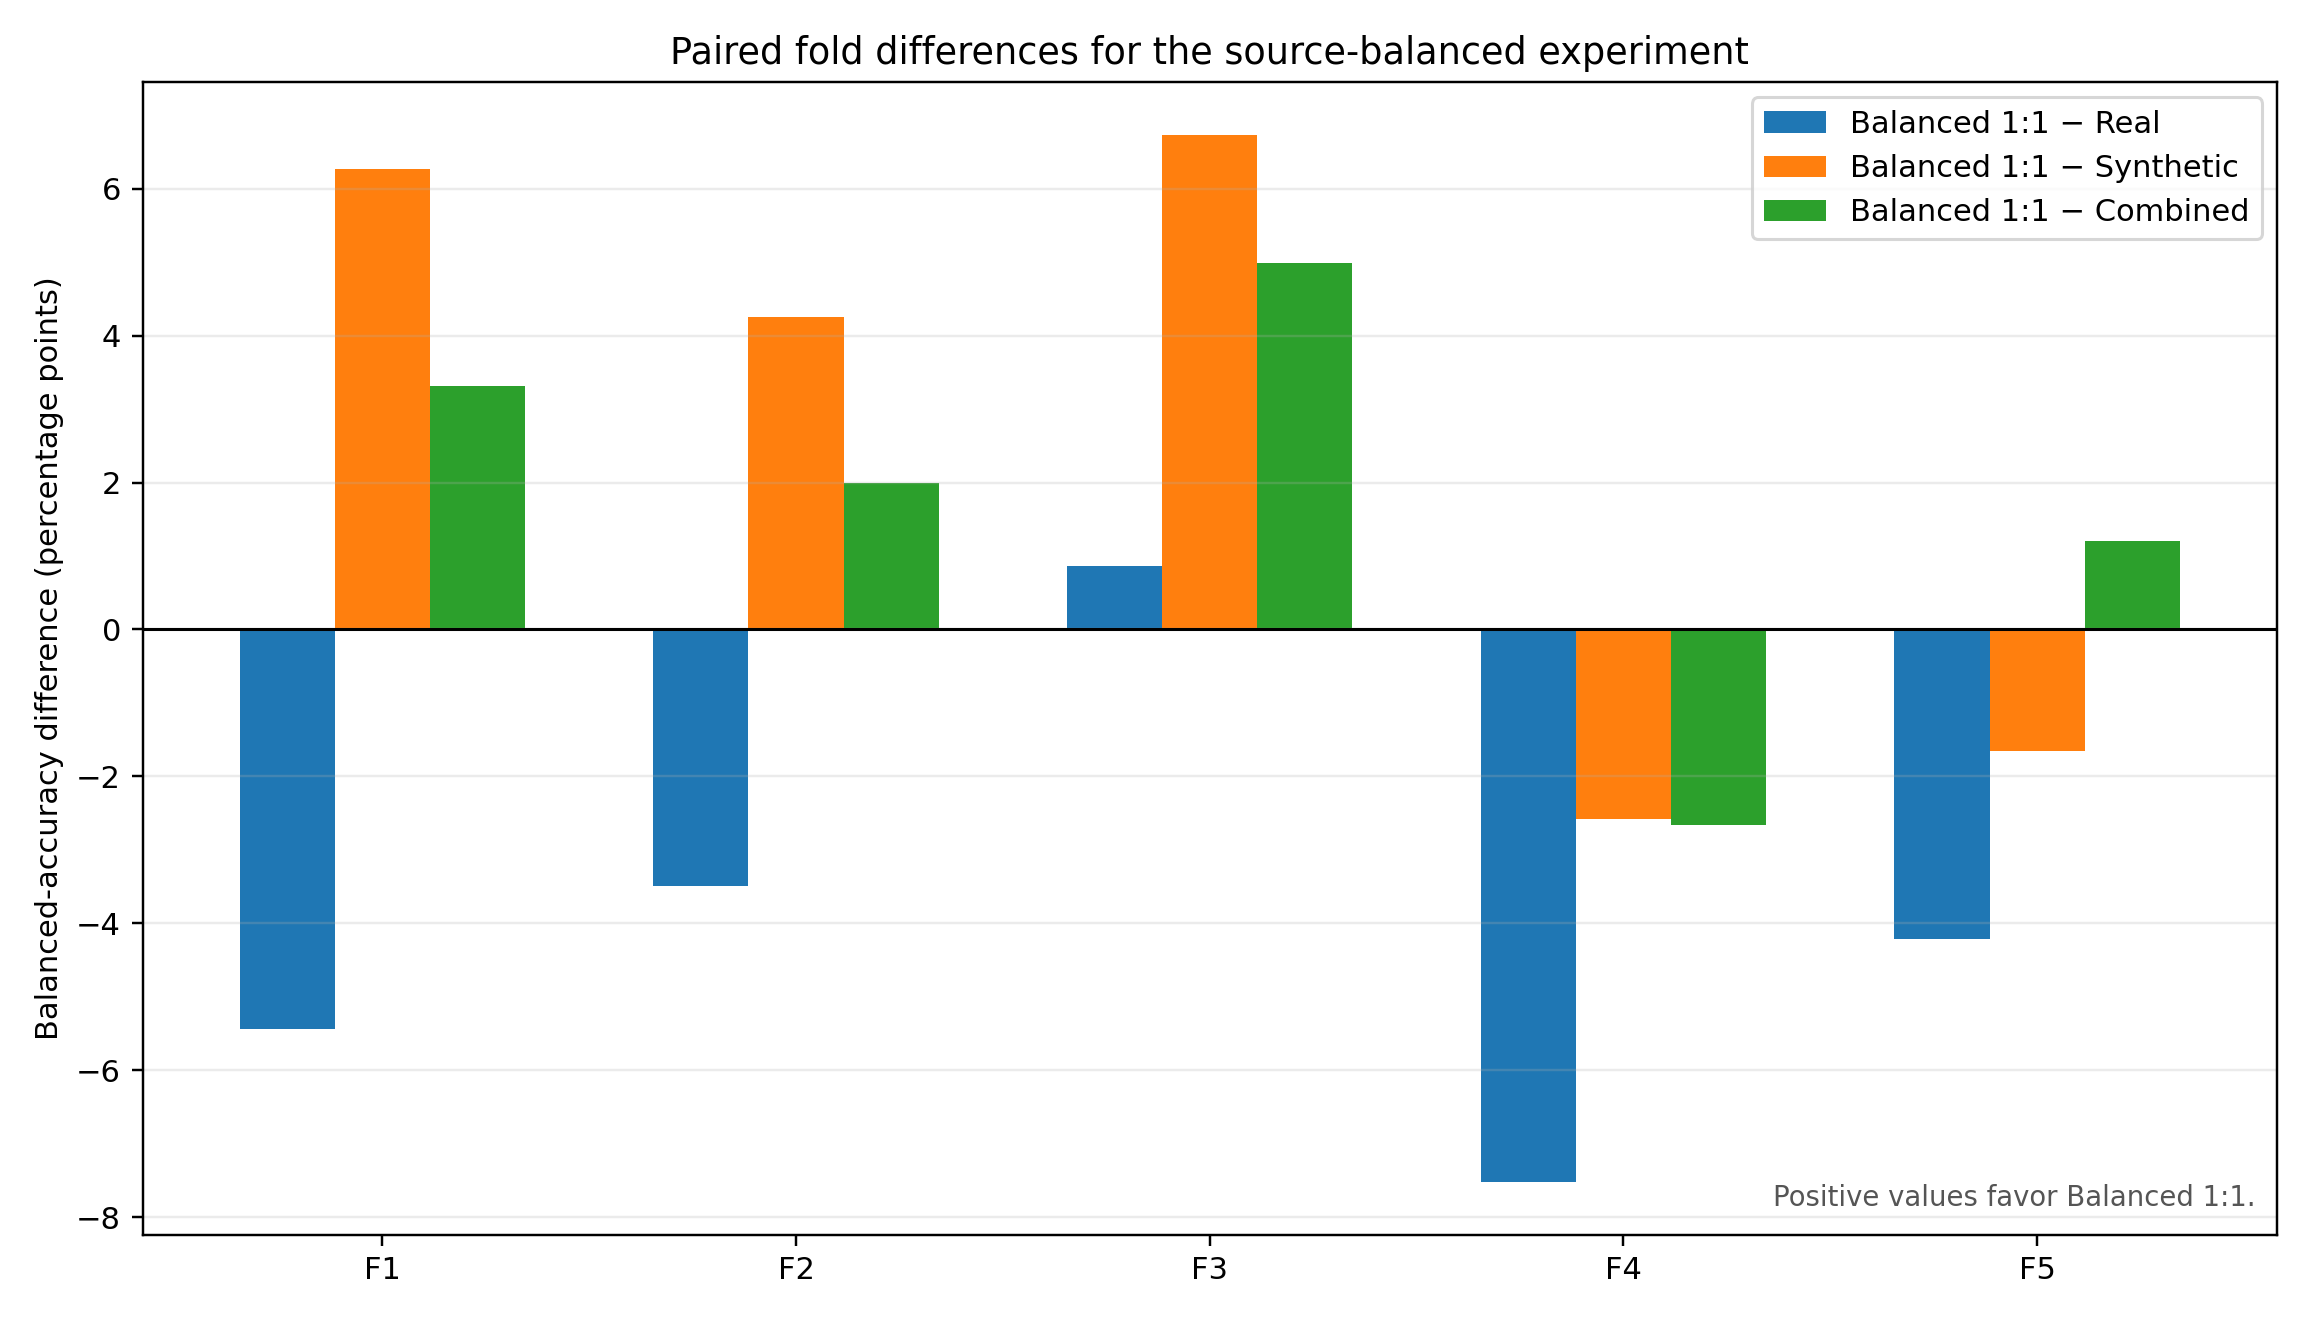 Paired fold differences for the source-balanced experiment
Balanced 1:1 − Real
Balanced 1:1 − Synthetic
Balanced 1:1 − Combined
Balanced-accuracy difference (percentage points)
6
4
2
0
−2
−4
−6
−8
Positive values favor Balanced 1:1.
F1 F2 F3 F4 F5